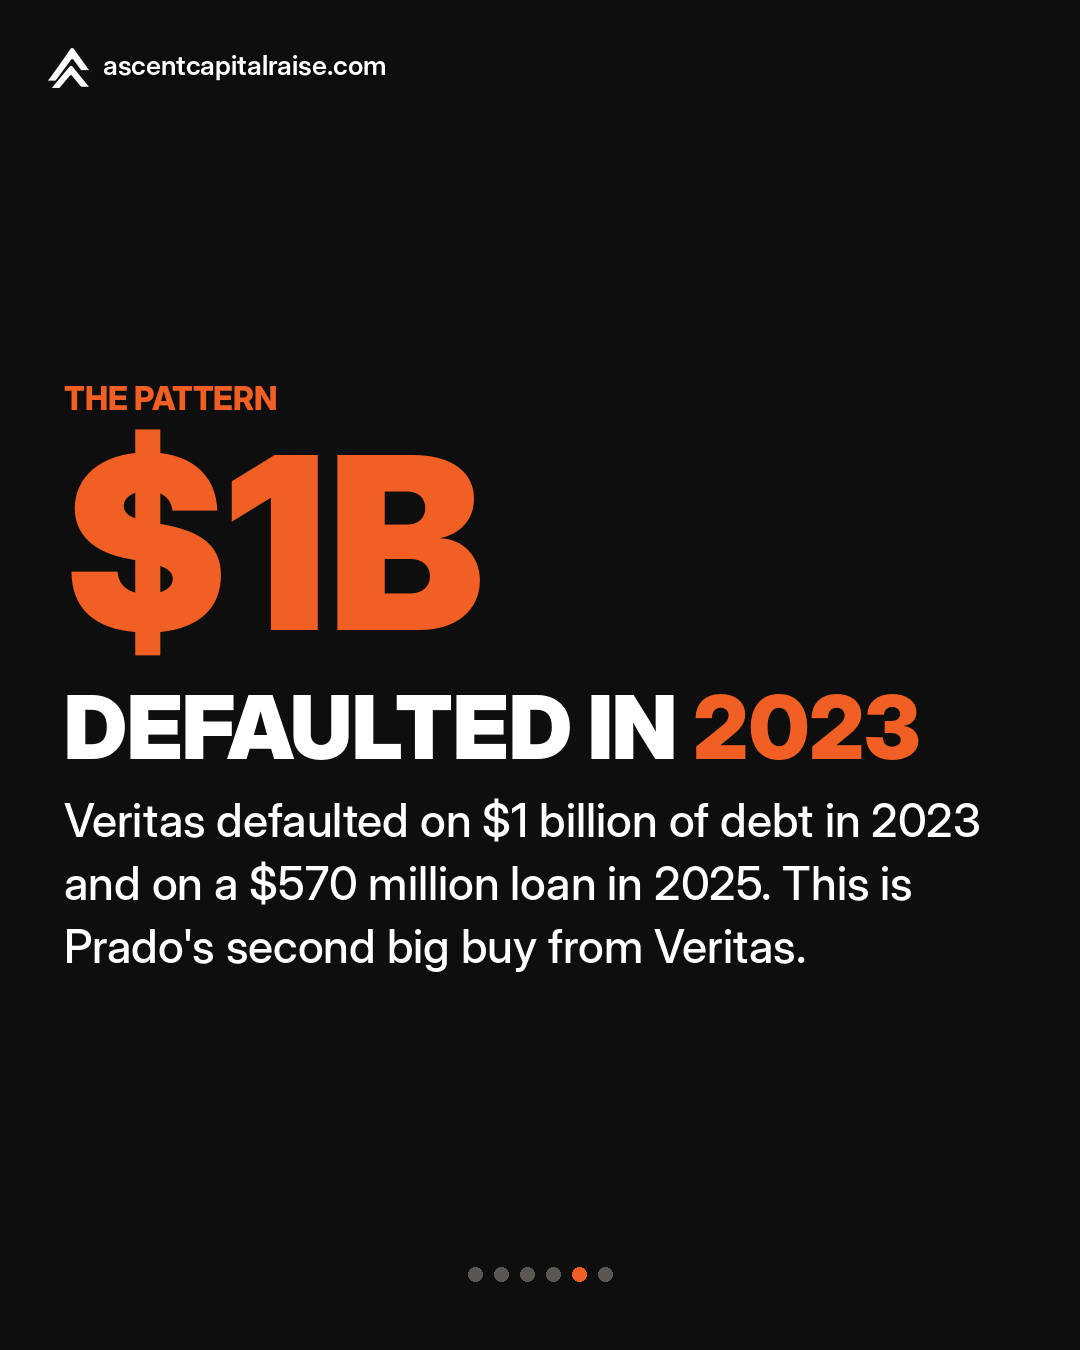 ascentcapitalraise.com
THE PATTERN
$1B
DEFAULTED IN 2023
Veritas defaulted on $1 billion of debt in 2023
and on a $570 million loan in 2025. This is
Prado's second big buy from Veritas.